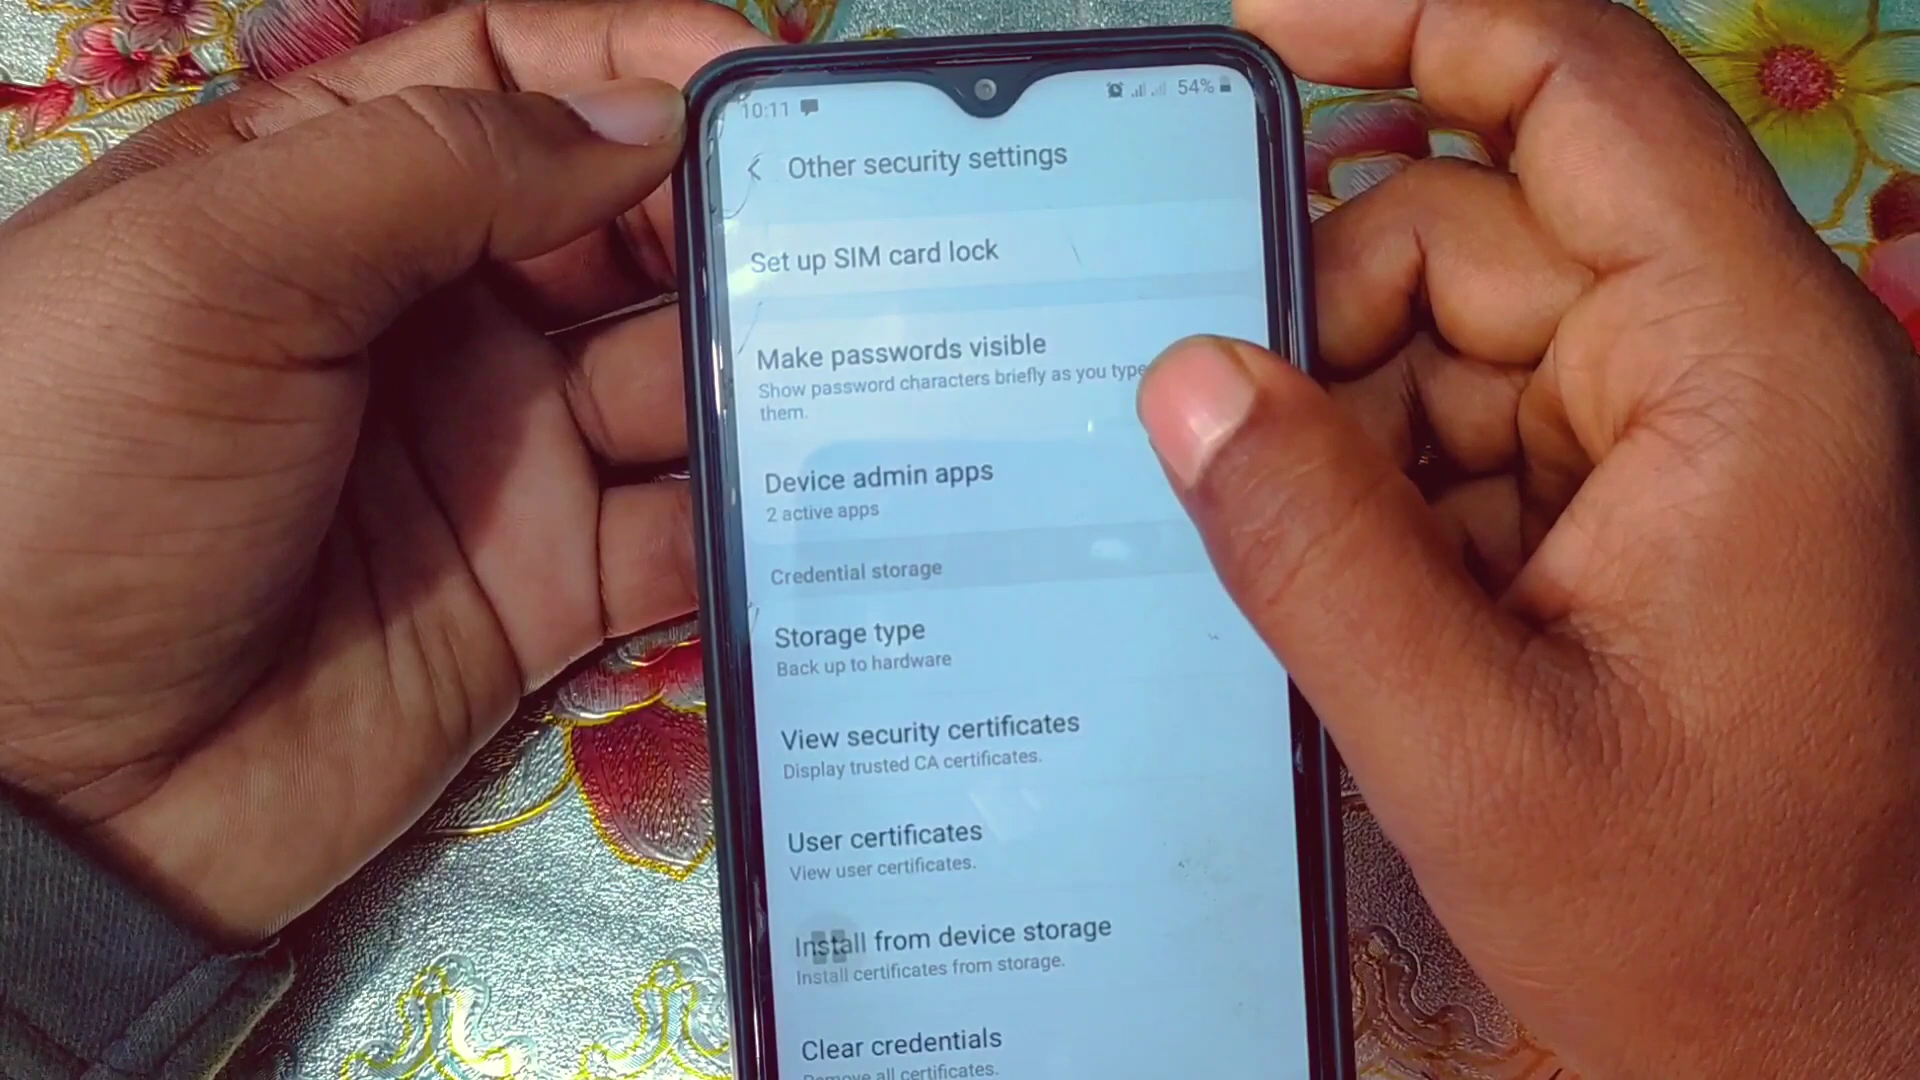 10:11
54%
Other security settings
Set up SIM card lock
Make passwords visible
Show password characters briefly as you type
them.
Device admin apps
2 active apps
Credential storage
Storage type
Back up to hardware
View security certificates
Display trusted CA certificates.
User certificates
View user certificates.
Install from device storage
Install certificates from storage.
Clear credentials
Remove all certificates.